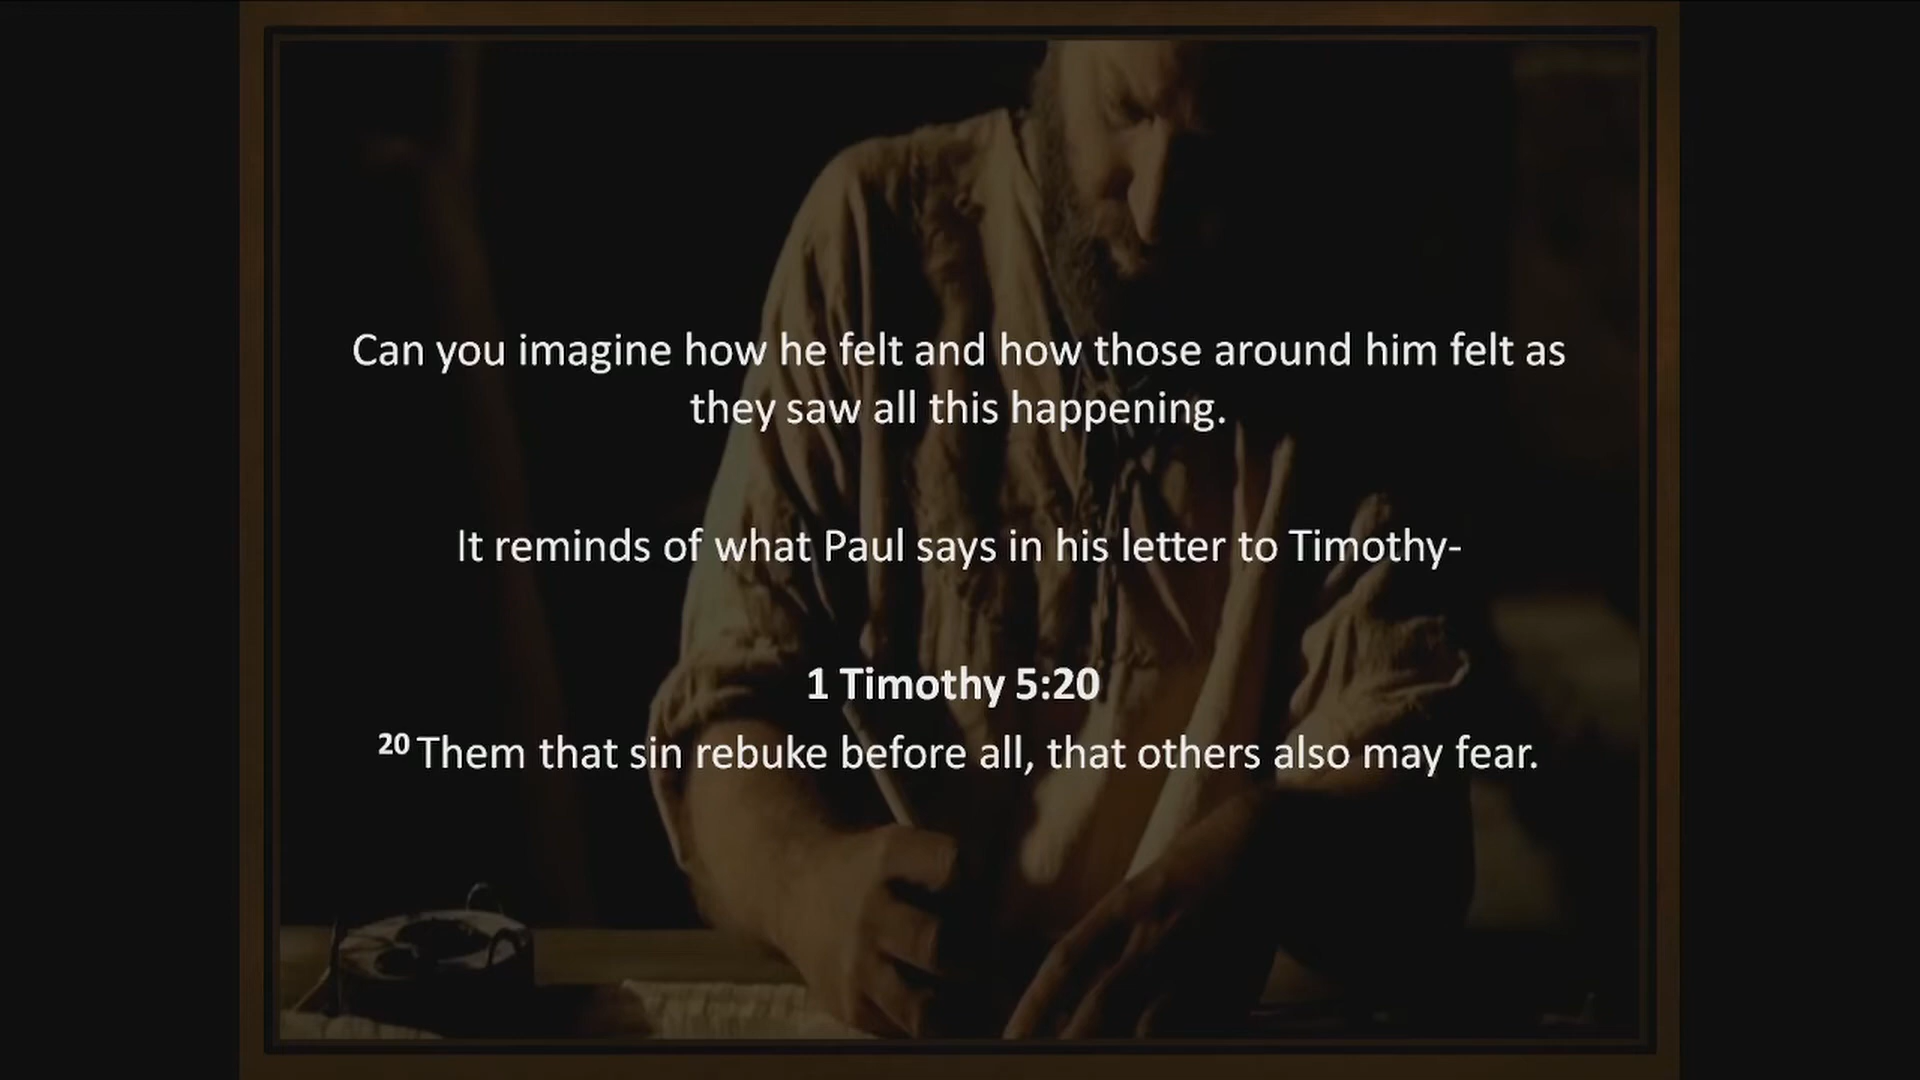 Can you imagine how he felt and how those around him felt as
they saw all this happening.
It reminds of what Paul says in his letter to Timothy-
1 Timothy 5:20
20 Them that sin rebuke before all, that others also may fear.